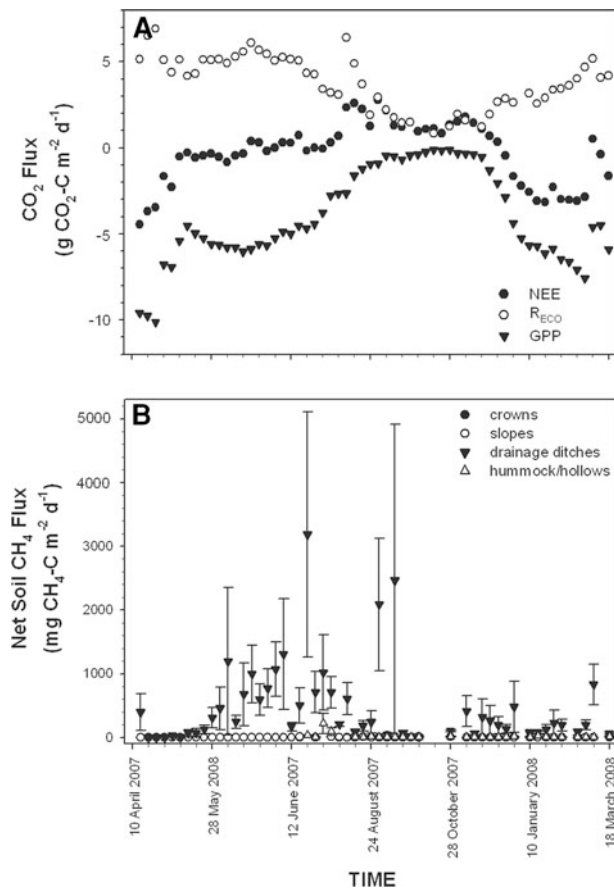 A
5
0
-5
-10
CO2 Flux
(g CO2-C m-2 d-1)
NEE
RECO
GPP
B
5000
4000
3000
2000
1000
0
Net Soil CH4 Flux
(mg CH4-C m-2 d-1)
crowns
slopes
drainage ditches
hummock/hollows
10 April 2007
28 May 2008
12 June 2007
24 August 2007
28 October 2007
10 January 2008
18 March 2008
TIME